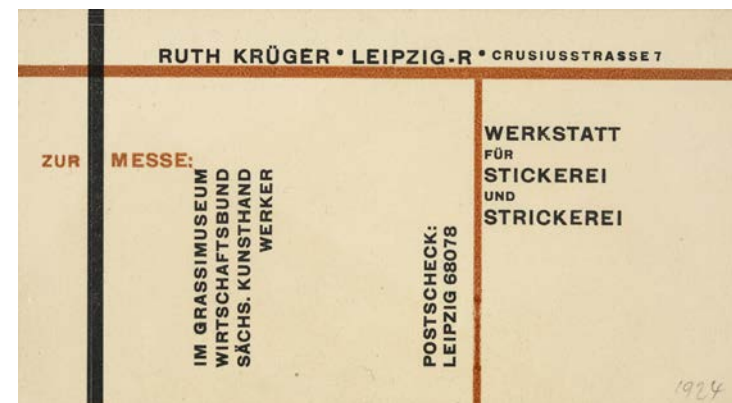 RUTH KRÜGER • LEIPZIG-R • CRUSIUSSTRASSE 7
ZUR MESSE:
IM GRASSIMUSEUM
WIRTSCHAFTSBUND
SÄCHS. KUNSTHAND
WERKER
POSTSCHECK:
LEIPZIG 68078
WERKSTATT
FÜR
STICKEREI
UND
STRICKEREI
1924